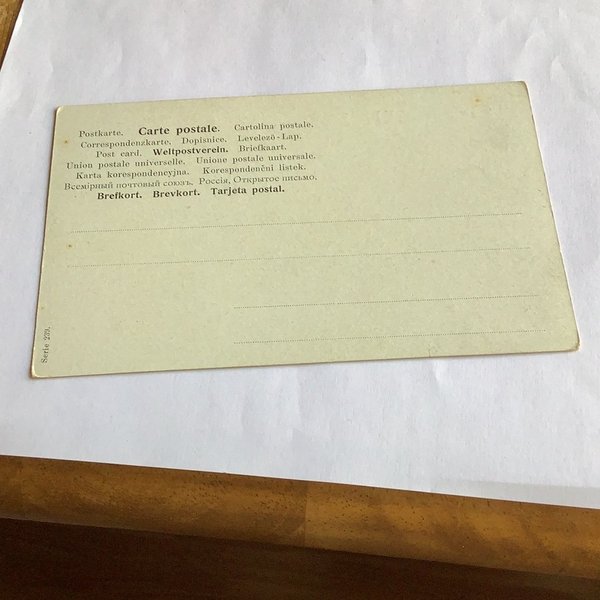 Postkarte. Carte postale. Cartolina postale.
Correspondenzkarte. Dopisnice. Levelező-Lap.
Post card. Weltpostverein. Briefkaart.
Union postale universelle. Unione postale universale.
Karta korespondencyjna. Korespondenční lístek.
Всемірный почтовый союзъ. Россія, Открытое письмо.
Brefkort. Brevkort. Tarjeta postal.
Serie 239.